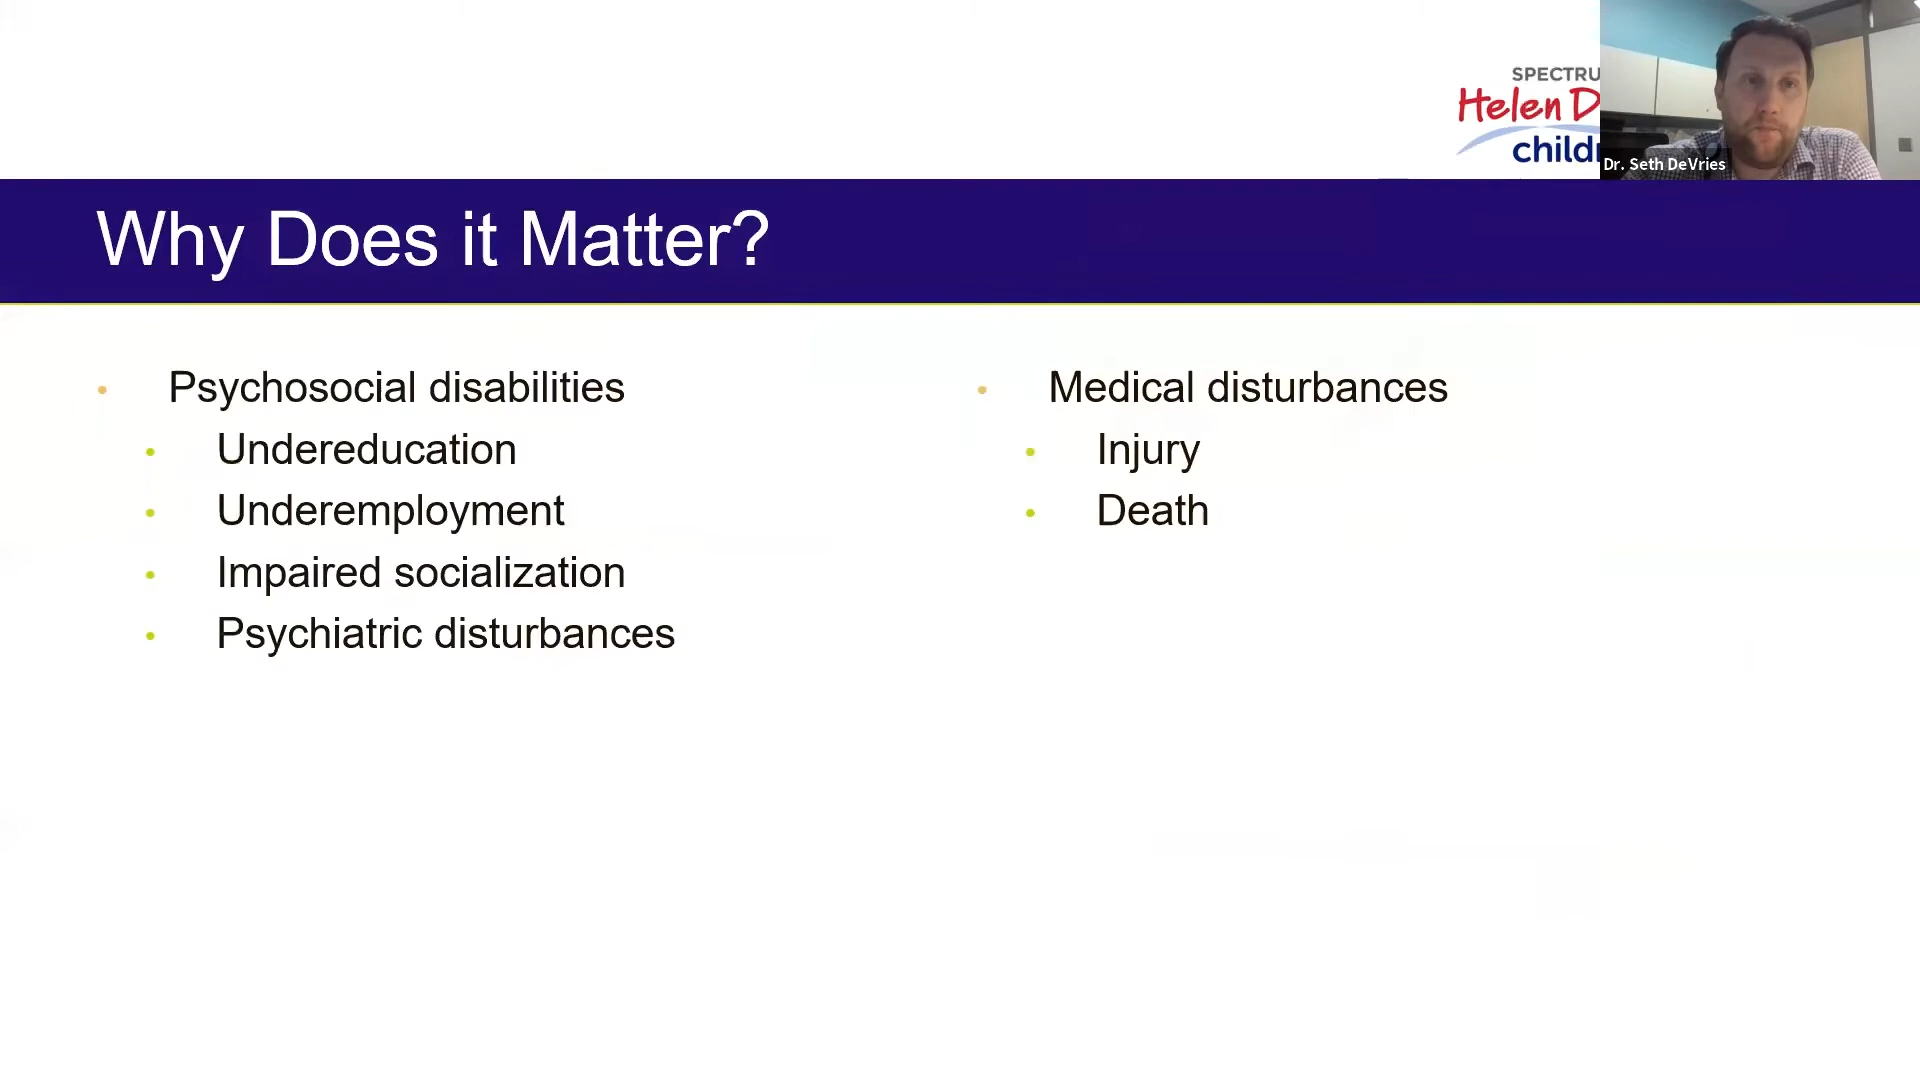 SPECTRU
Helen D
childr
Dr. Seth DeVries
Why Does it Matter?
Psychosocial disabilities
Undereducation
Underemployment
Impaired socialization
Psychiatric disturbances
Medical disturbances
Injury
Death